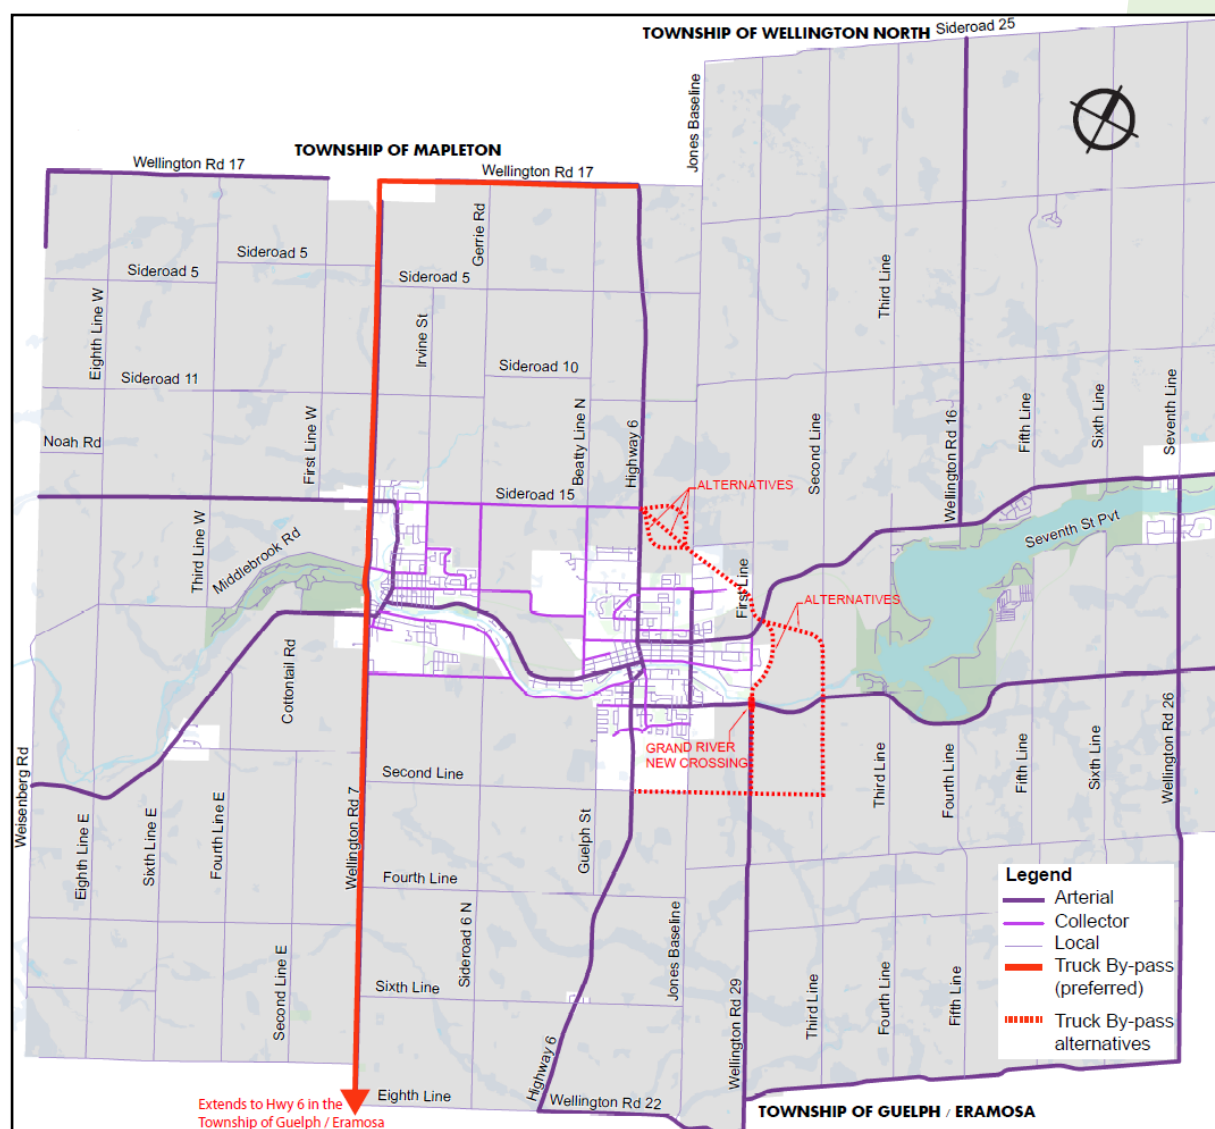 TOWNSHIP OF WELLINGTON NORTH
Sideroad 25
TOWNSHIP OF MAPLETON
Wellington Rd 17
Wellington Rd 17
Jones Baseline
Gerrie Rd
Sideroad 5
Sideroad 5
Sideroad 5
Third Line
Eighth Line W
Irvine St
Sideroad 11
Sideroad 10
First Line W
Beatty Line N
Highway 6
Second Line
Wellington Rd 16
Fifth Line
Sixth Line
Seventh Line
Noah Rd
Sideroad 15
ALTERNATIVES
Third Line W
Middlebrook Rd
Seventh St Pvt
First Line
ALTERNATIVES
Cottontail Rd
GRAND RIVER
NEW CROSSING
Weisenberg Rd
Second Line
Third Line
Fourth Line
Fifth Line
Sixth Line
Wellington Rd 26
Eighth Line E
Sixth Line E
Fourth Line E
Wellington Rd 7
Guelph St
Fourth Line
Legend
Arterial
Collector
Local
Truck By-pass
(preferred)
Truck By-pass
alternatives
Second Line E
Sideroad 6 N
Sixth Line
Jones Baseline
Wellington Rd 29
Third Line
Fourth Line
Fifth Line
Highway 6
Eighth Line
Wellington Rd 22
Extends to Hwy 6 in the
Township of Guelph / Eramosa
TOWNSHIP OF GUELPH / ERAMOSA